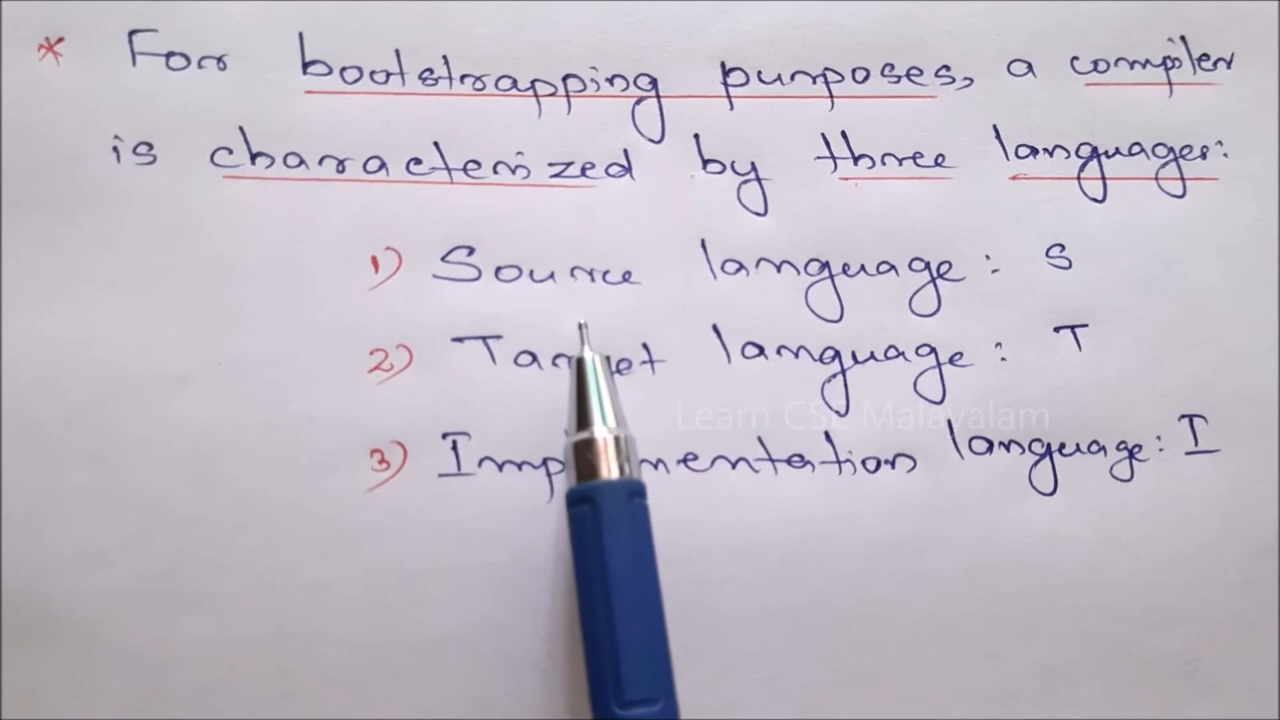 * For bootstrapping purposes, a compiler
is characterized by three languages:
1) Source language: S
2) Target language: T
Learn CSE Malayalam
3) Implementation language: I